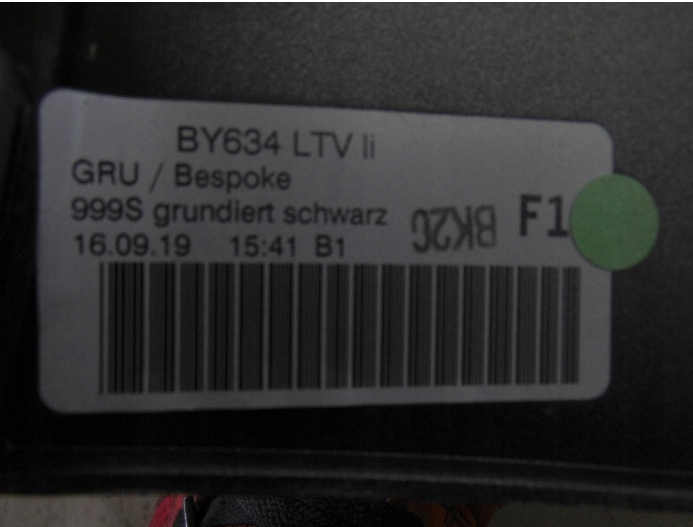 BY634 LTV li
GRU / Bespoke
999S grundiert schwarz
BK2C F1
16.09.19 15:41 B1